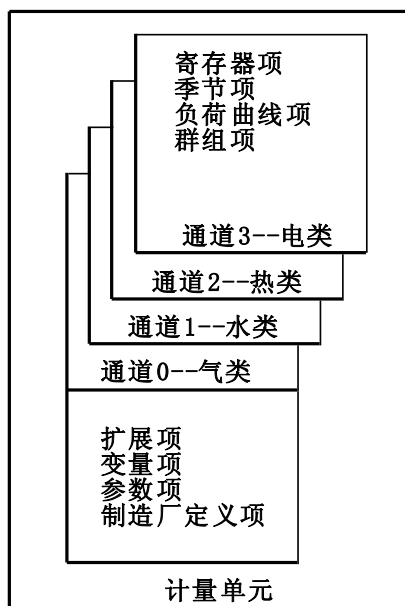 寄存器项
季节项
负荷曲线项
群组项
通道3--电类
通道2--热类
通道1--水类
通道0--气类
扩展项
变量项
参数项
制造厂定义项
计量单元